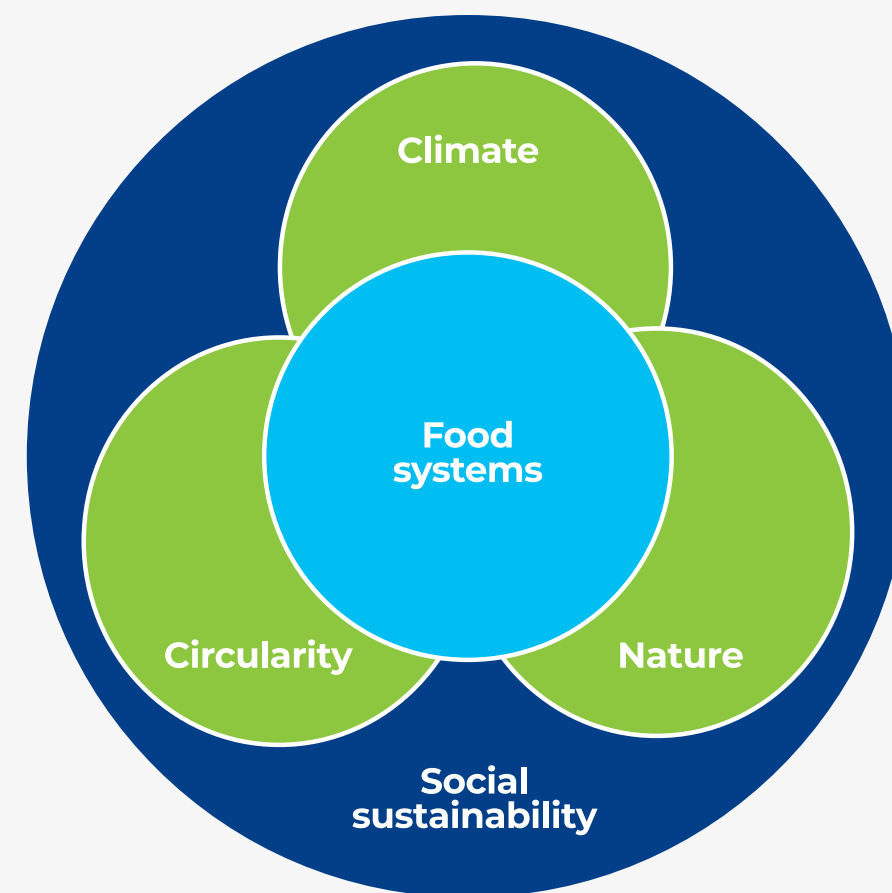 Climate
Food
systems
Circularity
Nature
Social
sustainability